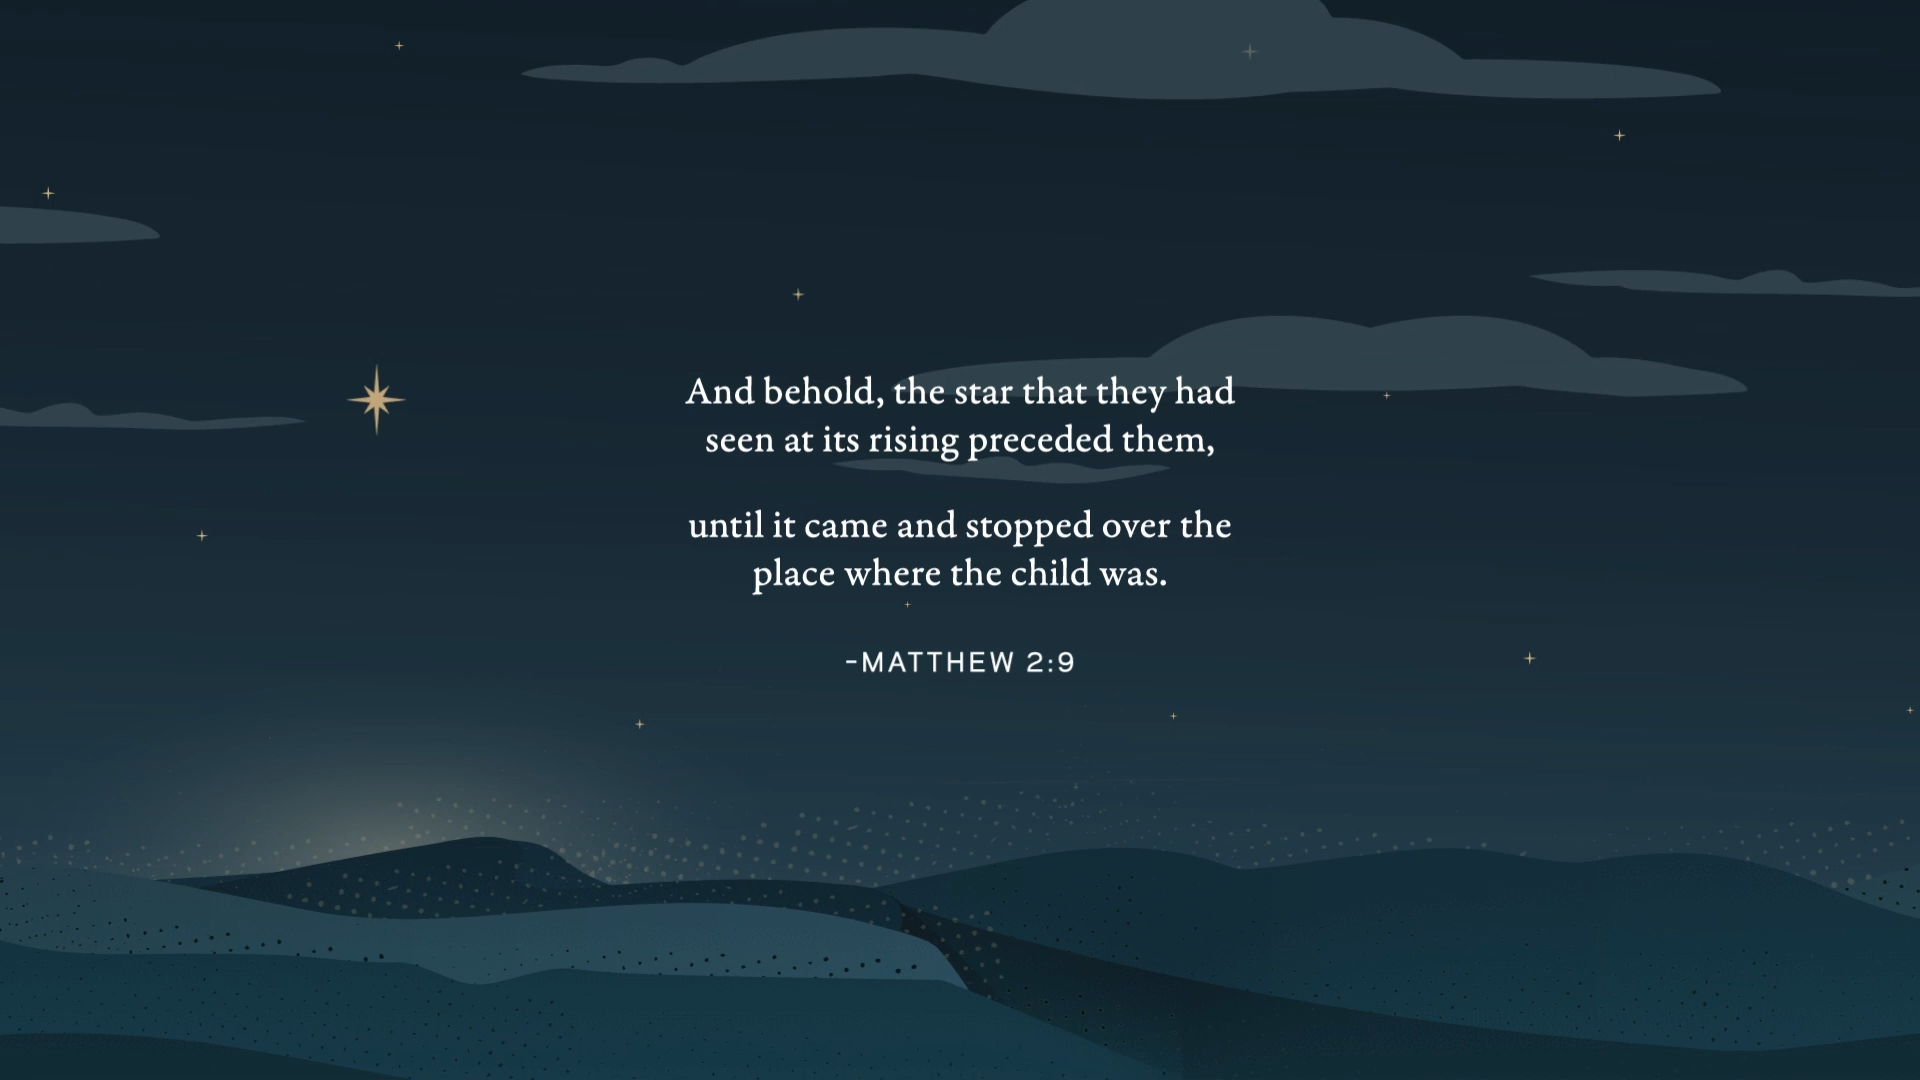 And behold, the star that they had
seen at its rising preceded them,
until it came and stopped over the
place where the child was.
-MATTHEW 2:9